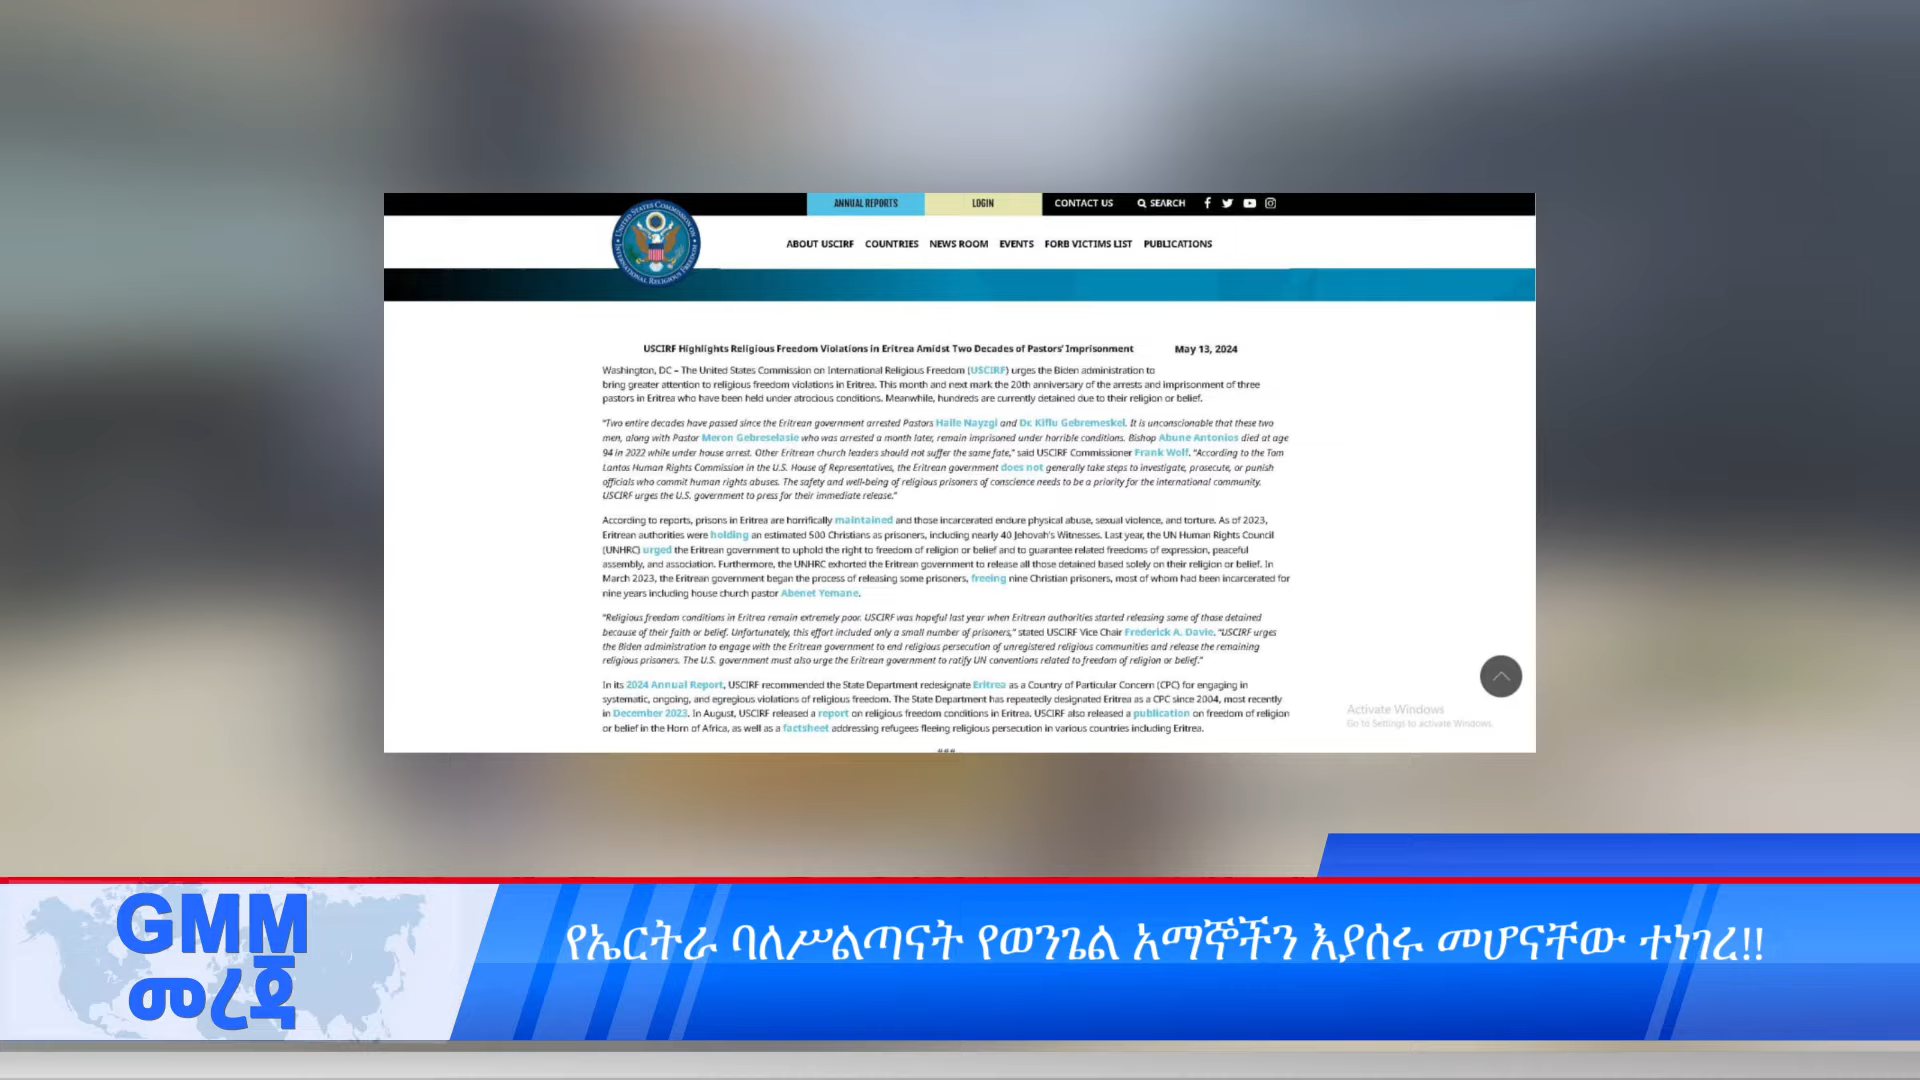 ANNUAL REPORTS LOGIN CONTACT US SEARCH
UNITED STATES COMMISSION ON INTERNATIONAL RELIGIOUS FREEDOM
ABOUT USCIRF COUNTRIES NEWS ROOM EVENTS FORB VICTIMS LIST PUBLICATIONS
USCIRF Highlights Religious Freedom Violations in Eritrea Amidst Two Decades of Pastors' Imprisonment May 13, 2024
Washington, DC – The United States Commission on International Religious Freedom (USCIRF) urges the Biden administration to
bring greater attention to religious freedom violations in Eritrea. This month and next mark the 20th anniversary of the arrests and imprisonment of three
pastors in Eritrea who have been held under atrocious conditions. Meanwhile, hundreds are currently detained due to their religion or belief.
"Two entire decades have passed since the Eritrean government arrested Pastors Haile Nayzgi and Dr. Kiflu Gebremeskel. It is unconscionable that these two
men, along with Pastor Meron Gebreselasie who was arrested a month later, remain imprisoned under horrible conditions. Bishop Abune Antonios died at age
94 in 2022 while under house arrest. Other Eritrean church leaders should not suffer the same fate," said USCIRF Commissioner Frank Wolf. "According to the Tom
Lantos Human Rights Commission in the U.S. House of Representatives, the Eritrean government does not generally take steps to investigate, prosecute, or punish
officials who commit human rights abuses. The safety and well-being of religious prisoners of conscience needs to be a priority for the international community.
USCIRF urges the U.S. government to press for their immediate release."
According to reports, prisons in Eritrea are horrifically maintained and those incarcerated endure physical abuse, sexual violence, and torture. As of 2023,
Eritrean authorities were holding an estimated 500 Christians as prisoners, including nearly 40 Jehovah's Witnesses. Last year, the UN Human Rights Council
(UNHRC) urged the Eritrean government to uphold the right to freedom of religion or belief and to guarantee related freedoms of expression, peaceful
assembly, and association. Furthermore, the UNHRC exhorted the Eritrean government to release all those detained based solely on their religion or belief. In
March 2023, the Eritrean government began the process of releasing some prisoners, freeing nine Christian prisoners, most of whom had been incarcerated for
nine years including house church pastor Abenet Yemane.
"Religious freedom conditions in Eritrea remain extremely poor. USCIRF was hopeful last year when Eritrean authorities started releasing some of those detained
because of their faith or belief. Unfortunately, this effort included only a small number of prisoners," stated USCIRF Vice Chair Frederick A. Davie. "USCIRF urges
the Biden administration to engage with the Eritrean government to end religious persecution of unregistered religious communities and release the remaining
religious prisoners. The U.S. government must also urge the Eritrean government to ratify UN conventions related to freedom of religion or belief."
In its 2024 Annual Report, USCIRF recommended the State Department redesignate Eritrea as a Country of Particular Concern (CPC) for engaging in
systematic, ongoing, and egregious violations of religious freedom. The State Department has repeatedly designated Eritrea as a CPC since 2004, most recently
in December 2023. In August, USCIRF released a report on religious freedom conditions in Eritrea. USCIRF also released a publication on freedom of religion
or belief in the Horn of Africa, as well as a factsheet addressing refugees fleeing religious persecution in various countries including Eritrea.
###
Activate Windows
Go to Settings to activate Windows.
GMM
መረጃ
የኤርትራ ባለሥልጣናት የወንጌል አማኞችን እያሰሩ መሆናቸው ተነገረ!!